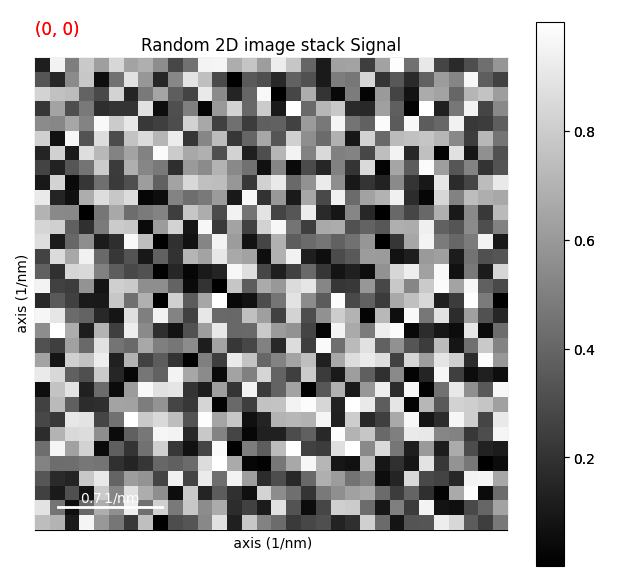 (0, 0)
Random 2D image stack Signal
axis (1/nm)
0.7 1/nm
axis (1/nm)
0.8
0.6
0.4
0.2